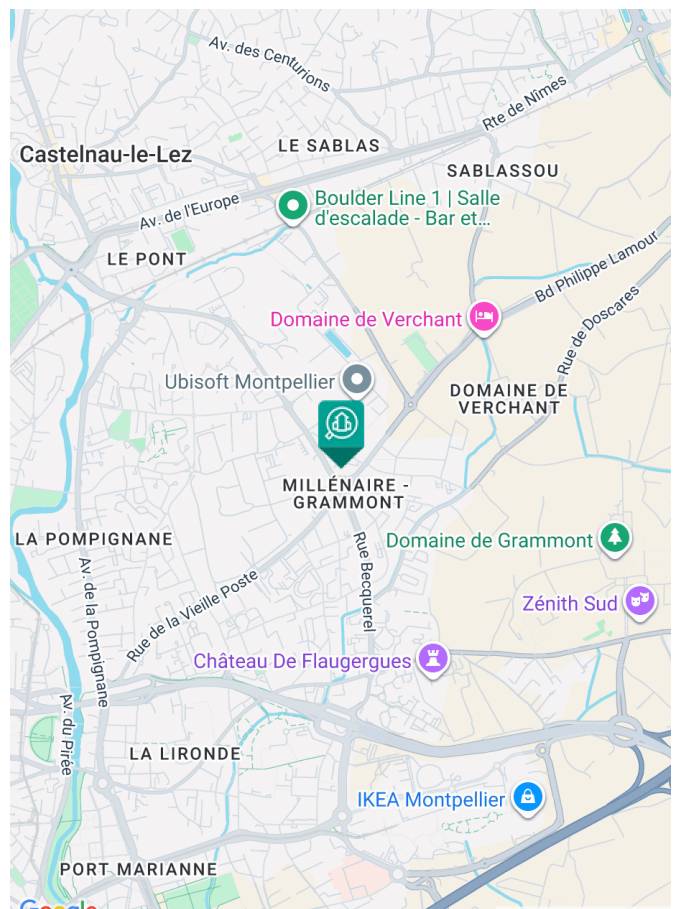 Av. des Centurions
Rte de Nîmes
LE SABLAS
Castelnau-le-Lez
SABLASSOU
Boulder Line 1 | Salle
d'escalade - Bar et...
Av. de l'Europe
LE PONT
Bd Philippe Lamour
Rue de Doscares
Domaine de Verchant
Ubisoft Montpellier
DOMAINE DE
VERCHANT
MILLÉNAIRE -
GRAMMONT
LA POMPIGNANE
Domaine de Grammont
Rue Becquerel
Av. de la Pompignane
Rue de la Vieille Poste
Zénith Sud
Château De Flaugergues
Av. du Pirée
LA LIRONDE
IKEA Montpellier
PORT MARIANNE
Google